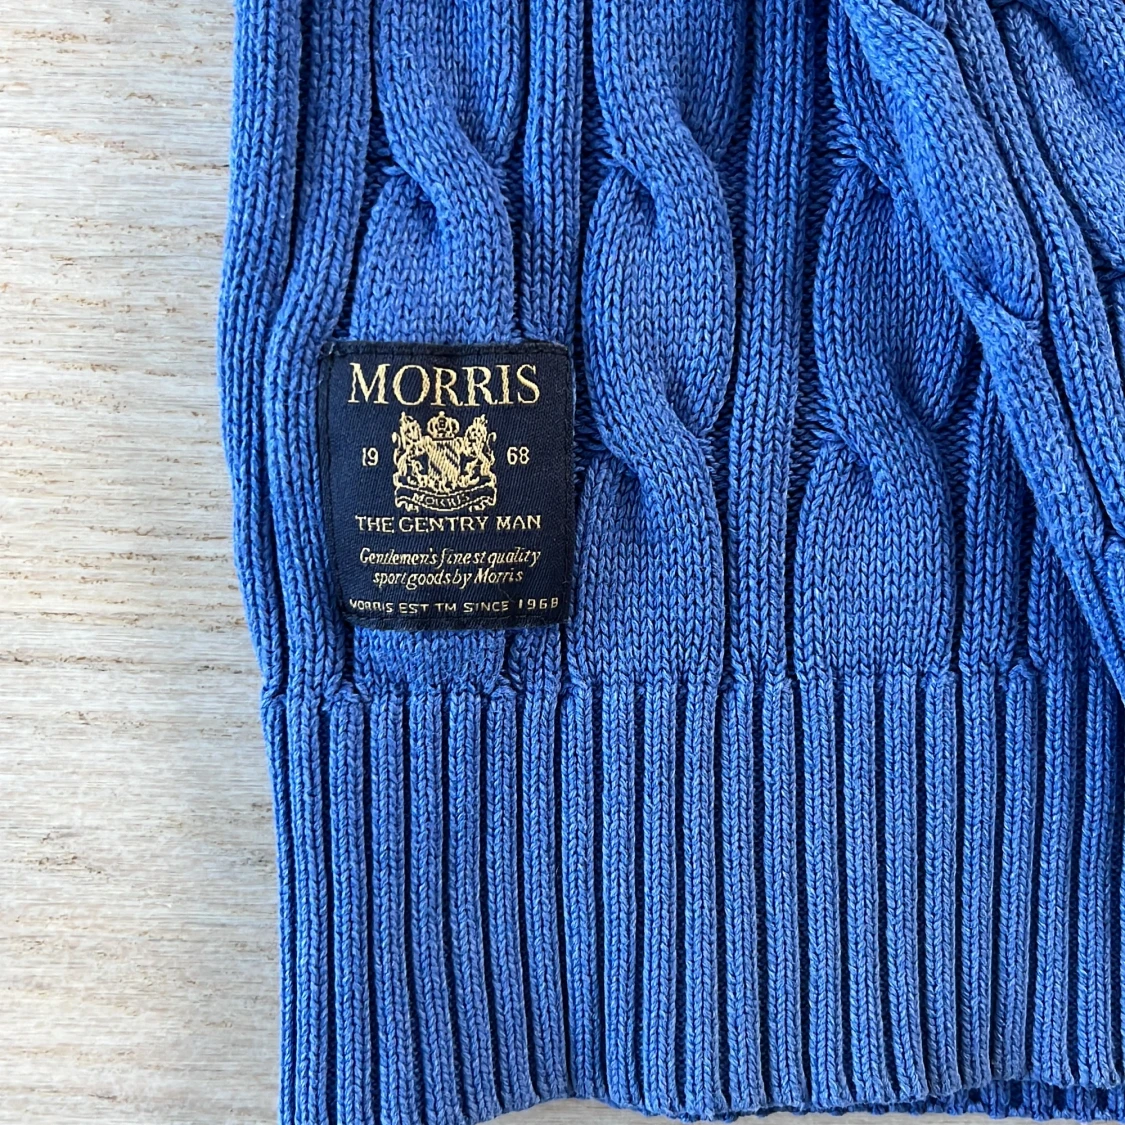 MORRIS
19 68
MORRIS
THE GENTRY MAN
Gentlemen's finest quality
sport goods by Morris
MORRIS EST TM SINCE 1968